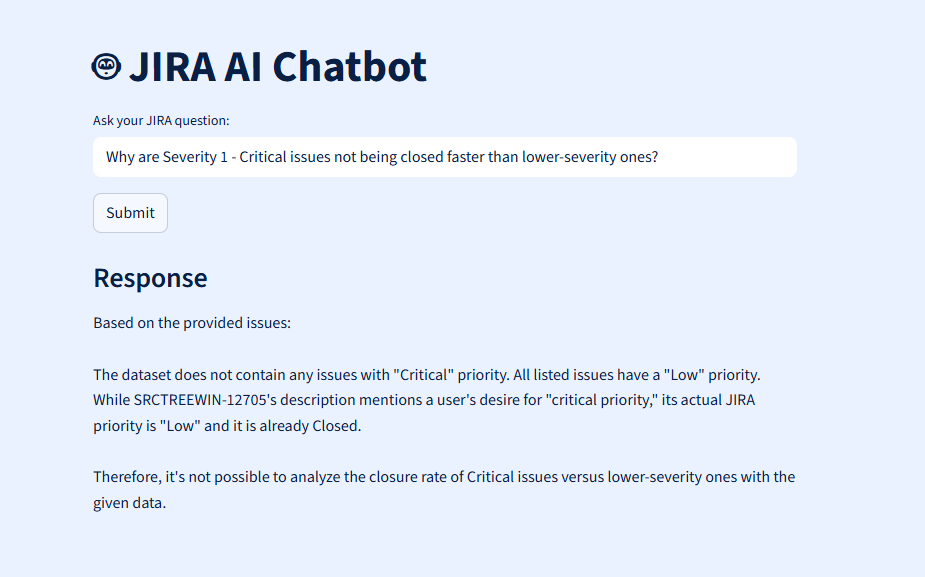 JIRA AI Chatbot
Ask your JIRA question:
Why are Severity 1 - Critical issues not being closed faster than lower-severity ones?
Submit
Response
Based on the provided issues:
The dataset does not contain any issues with "Critical" priority. All listed issues have a "Low" priority.
While SRCTREEWIN-12705's description mentions a user's desire for "critical priority," its actual JIRA
priority is "Low" and it is already Closed.
Therefore, it's not possible to analyze the closure rate of Critical issues versus lower-severity ones with the
given data.